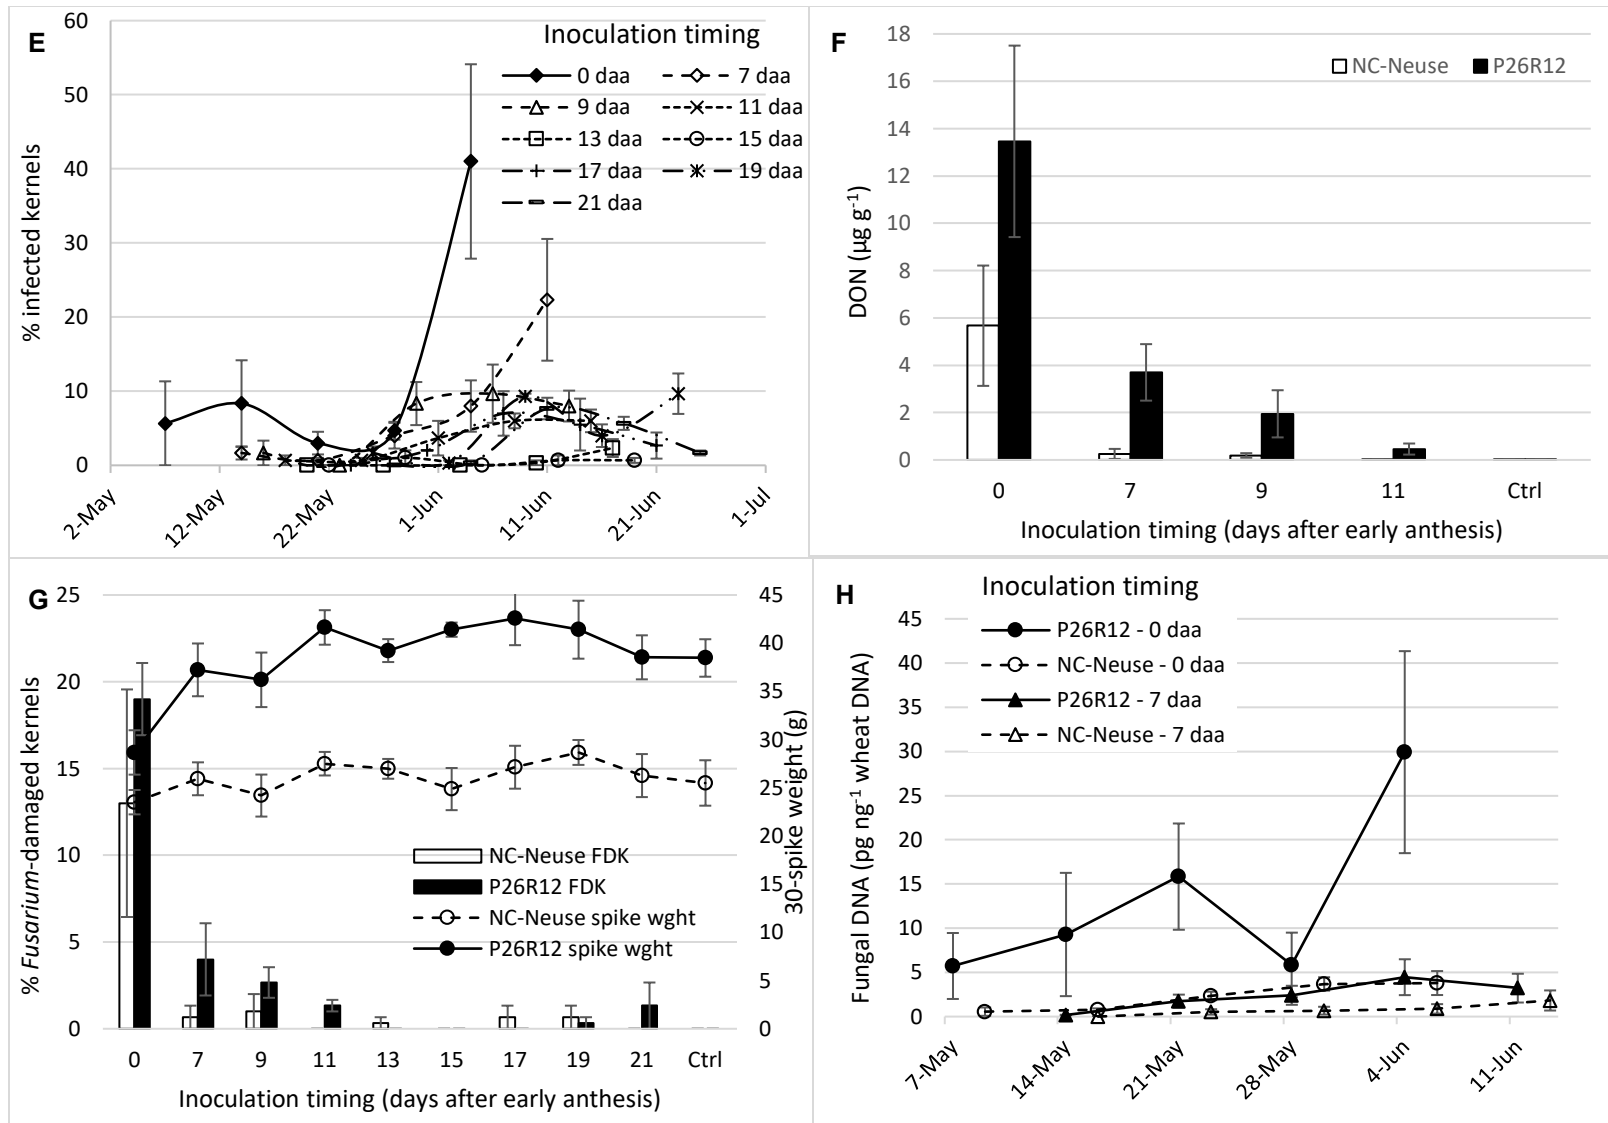 E
Inoculation timing
0 daa
7 daa
9 daa
11 daa
13 daa
15 daa
17 daa
19 daa
21 daa
% infected kernels
60
50
40
30
20
10
0
2-May
12-May
22-May
1-Jun
11-Jun
21-Jun
1-Jul
F
NC-Neuse
P26R12
DON (µg g⁻¹)
18
16
14
12
10
8
6
4
2
0
0
7
9
11
Ctrl
Inoculation timing (days after early anthesis)
G
% Fusarium-damaged kernels
25
20
15
10
5
0
30-spike weight (g)
45
40
35
30
25
20
15
10
5
0
NC-Neuse FDK
P26R12 FDK
NC-Neuse spike wght
P26R12 spike wght
0
7
9
11
13
15
17
19
21
Ctrl
Inoculation timing (days after early anthesis)
H
Inoculation timing
P26R12 - 0 daa
NC-Neuse - 0 daa
P26R12 - 7 daa
NC-Neuse - 7 daa
Fungal DNA (pg ng⁻¹ wheat DNA)
45
40
35
30
25
20
15
10
5
0
7-May
14-May
21-May
28-May
4-Jun
11-Jun